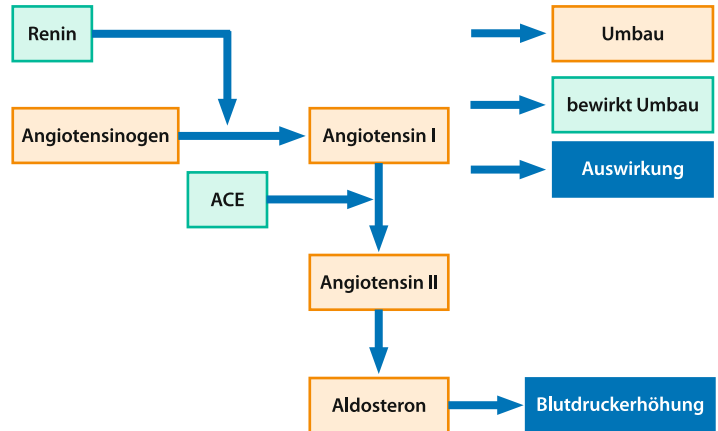 Renin
Umbau
bewirkt Umbau
Angiotensinogen
Angiotensin I
Auswirkung
ACE
Angiotensin II
Aldosteron
Blutdruckerhöhung